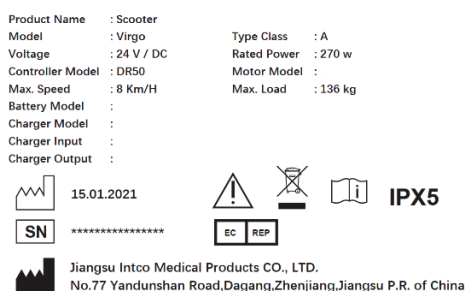 Product Name : Scooter
Model : Virgo Type Class : A
Voltage : 24 V / DC Rated Power : 270 w
Controller Model : DR50 Motor Model :
Max. Speed : 8 Km/H Max. Load : 136 kg
Battery Model :
Charger Model :
Charger Input :
Charger Output :
15.01.2021
i
IPX5
SN ****************
EC REP
Jiangsu Intco Medical Products CO., LTD.
No.77 Yandunshan Road,Dagang,Zhenjiang,Jiangsu P.R. of China